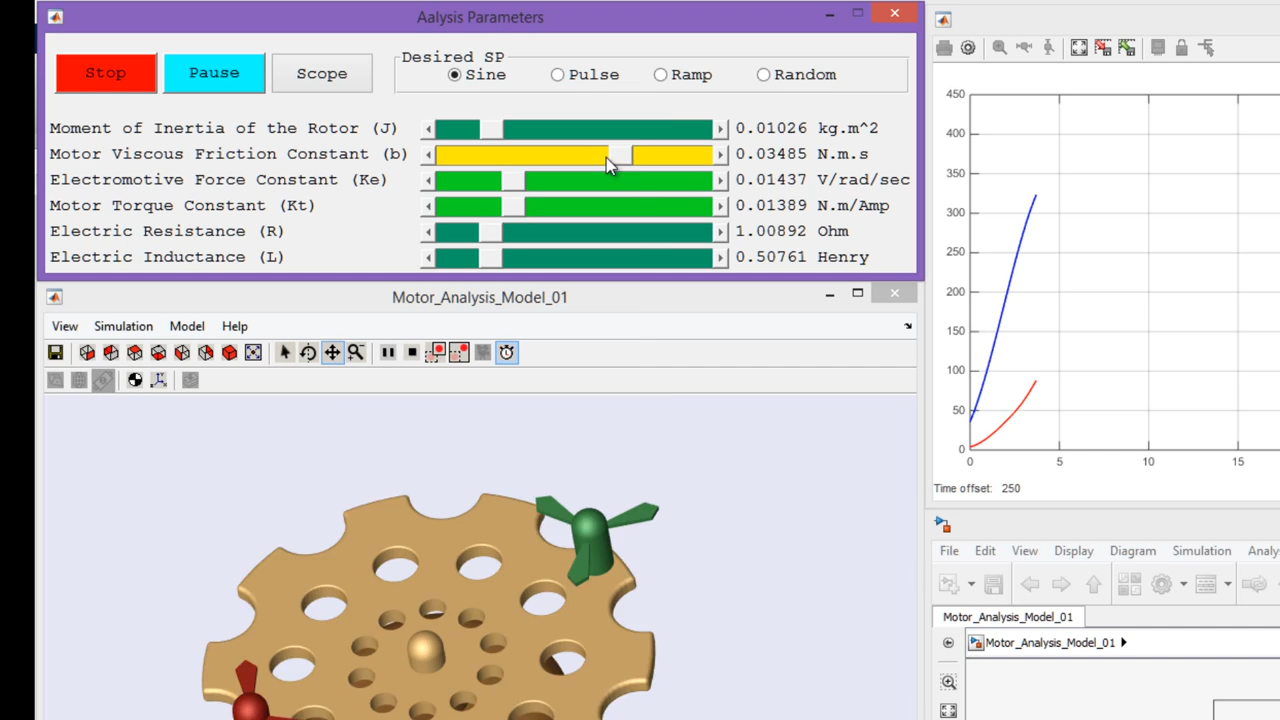 Aalysis Parameters
Stop
Pause
Scope
Desired SP
Sine
Pulse
Ramp
Random
Moment of Inertia of the Rotor (J)
0.01026 kg.m^2
Motor Viscous Friction Constant (b)
0.03485 N.m.s
Electromotive Force Constant (Ke)
0.01437 V/rad/sec
Motor Torque Constant (Kt)
0.01389 N.m/Amp
Electric Resistance (R)
1.00892 Ohm
Electric Inductance (L)
0.50761 Henry
Motor_Analysis_Model_01
View Simulation Model Help
450
400
350
300
250
200
150
100
50
0
0 5 10 15
Time offset: 250
File Edit View Display Diagram Simulation Analy
Motor_Analysis_Model_01
Motor_Analysis_Model_01